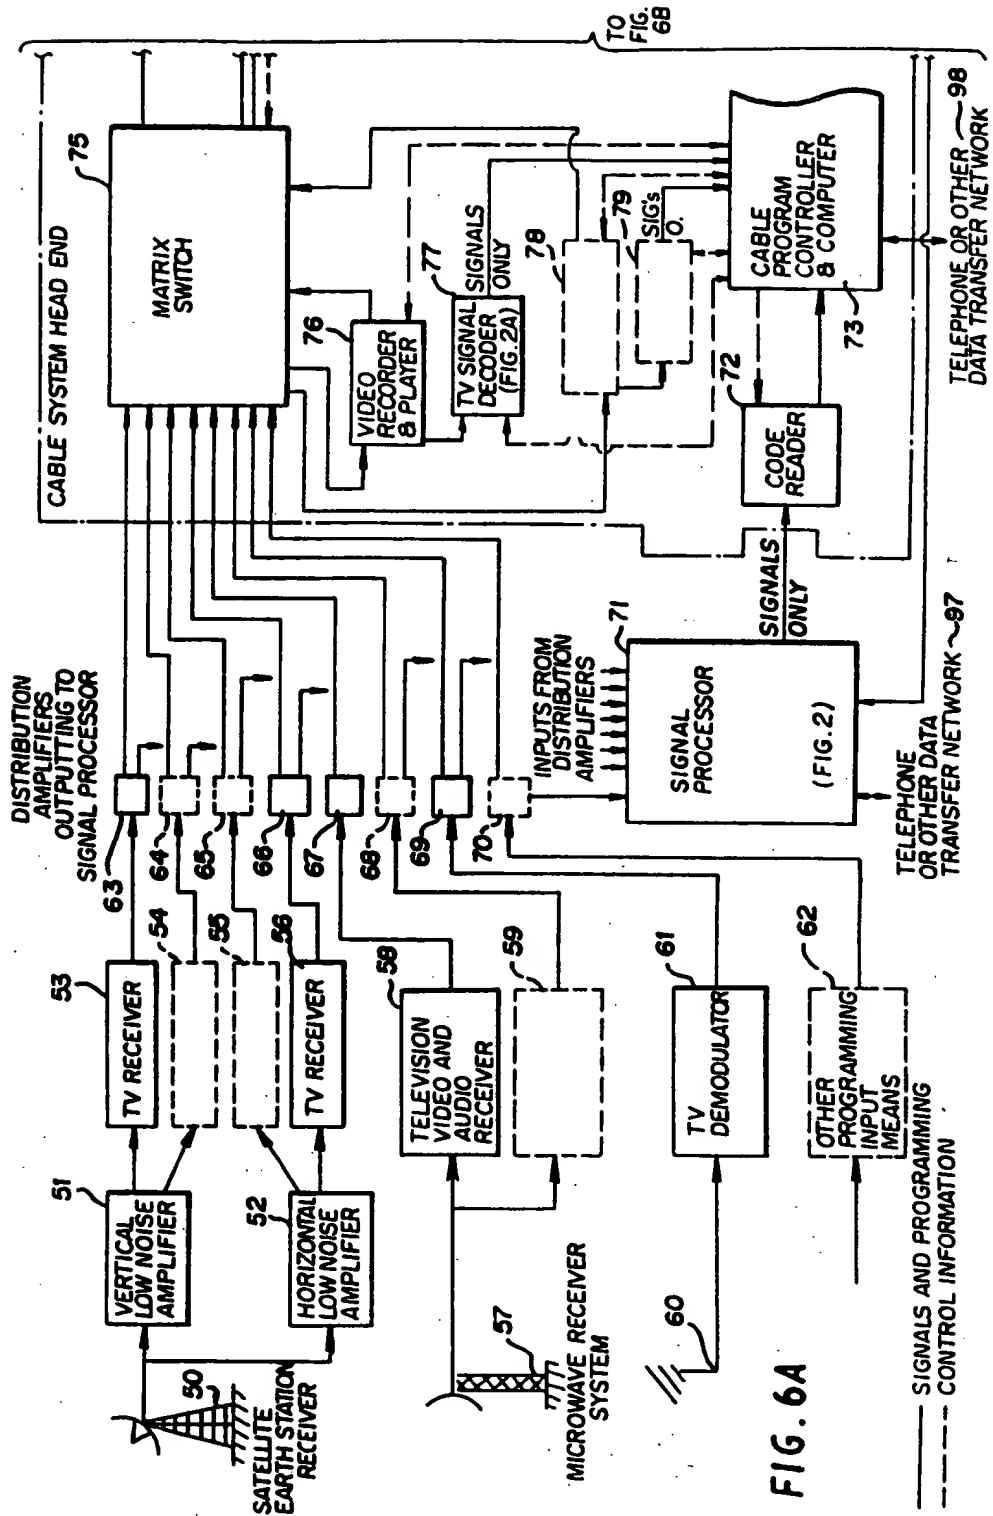 CABLE SYSTEM HEAD END
75
MATRIX
SWITCH
TO
FIG.
6B
DISTRIBUTION
AMPLIFIERS
OUTPUTTING TO
SIGNAL PROCESSOR
63
64
65
66
67
68
69
70
53
TV RECEIVER
54
55
56
TV RECEIVER
51
VERTICAL
LOW NOISE
AMPLIFIER
52
HORIZONTAL
LOW NOISE
AMPLIFIER
50
SATELLITE
EARTH STATION
RECEIVER
58
TELEVISION
VIDEO AND
AUDIO
RECEIVER
59
57
MICROWAVE RECEIVER
SYSTEM
61
TV
DEMODULATOR
60
62
OTHER
PROGRAMMING
INPUT
MEANS
76
VIDEO
RECORDER
& PLAYER
77
TV SIGNAL
DECODER
(FIG. 2A)
SIGNALS
ONLY
78
79
SIG's
O.
CABLE
PROGRAM
CONTROLLER
& COMPUTER
73
72
CODE
READER
SIGNALS
ONLY
INPUTS FROM
DISTRIBUTION
AMPLIFIERS
71
SIGNAL
PROCESSOR
(FIG. 2)
TELEPHONE
OR OTHER DATA
TRANSFER NETWORK 97
TELEPHONE OR OTHER 98
DATA TRANSFER NETWORK
FIG. 6A
SIGNALS AND PROGRAMMING
CONTROL INFORMATION